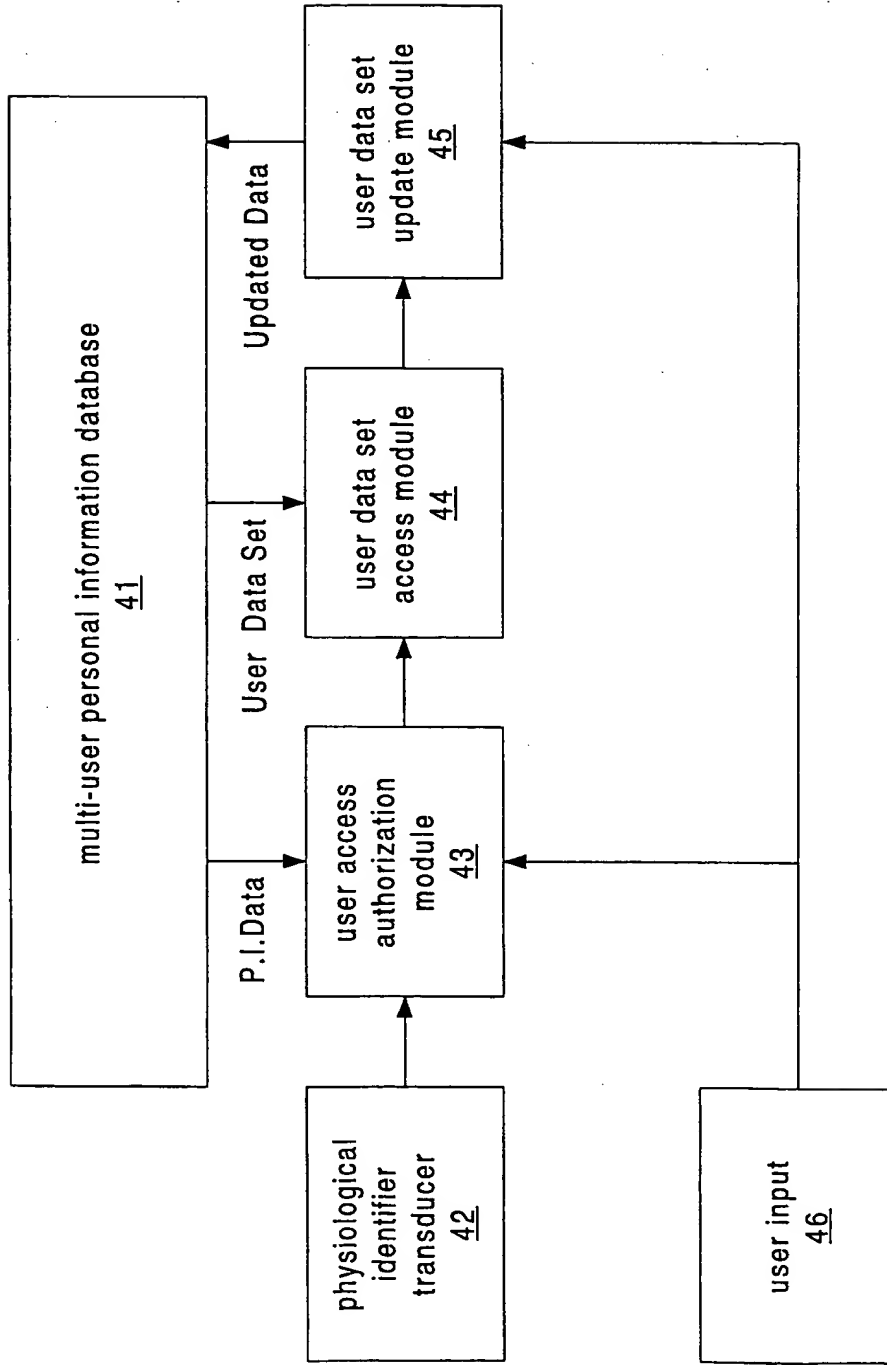 multi-user personal information database
41
P.I.Data
User Data Set
Updated Data
physiological
identifier
transducer
42
user access
authorization
module
43
user data set
access module
44
user data set
update module
45
user input
46